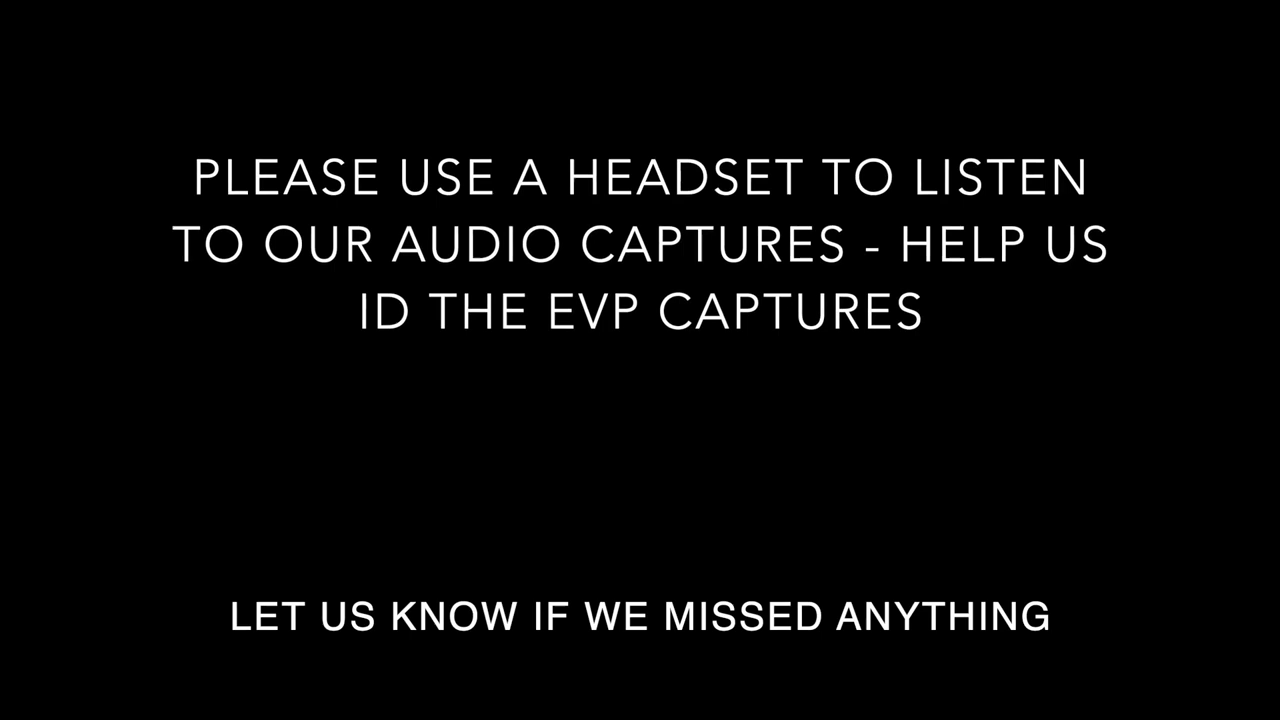 PLEASE USE A HEADSET TO LISTEN
TO OUR AUDIO CAPTURES - HELP US
ID THE EVP CAPTURES
LET US KNOW IF WE MISSED ANYTHING